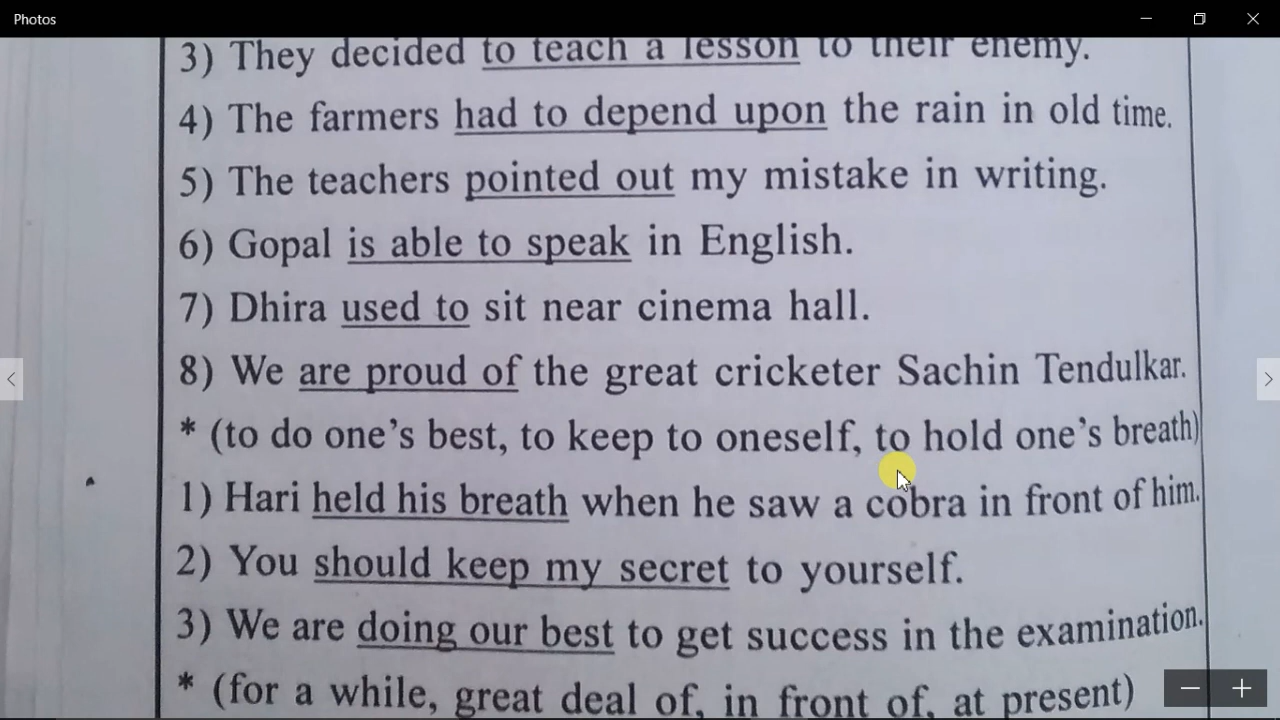 Photos
3) They decided to teach a lesson to their enemy.
4) The farmers had to depend upon the rain in old time.
5) The teachers pointed out my mistake in writing.
6) Gopal is able to speak in English.
7) Dhira used to sit near cinema hall.
8) We are proud of the great cricketer Sachin Tendulkar.
* (to do one's best, to keep to oneself, to hold one's breath)
1) Hari held his breath when he saw a cobra in front of him.
2) You should keep my secret to yourself.
3) We are doing our best to get success in the examination.
* (for a while, great deal of, in front of, at present)